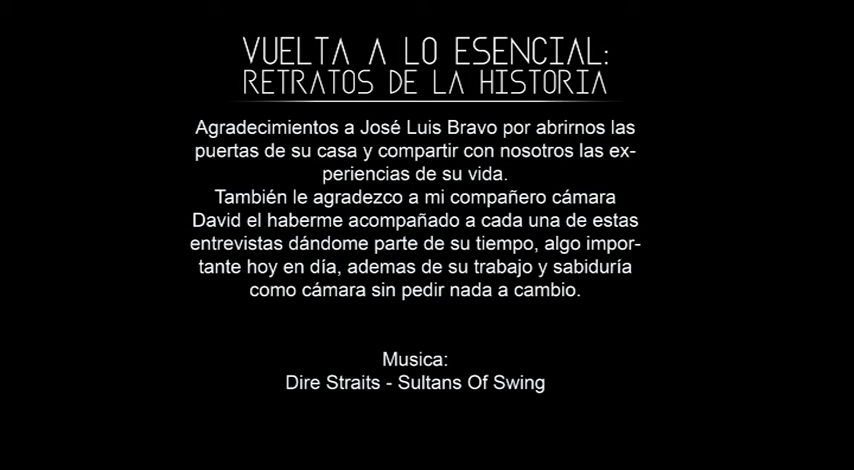 VUELTA A LO ESENCIAL:
RETRATOS DE LA HISTORIA
Agradecimientos a José Luis Bravo por abrirnos las
puertas de su casa y compartir con nosotros las ex-
periencias de su vida.
También le agradezco a mi compañero cámara
David el haberme acompañado a cada una de estas
entrevistas dándome parte de su tiempo, algo impor-
tante hoy en día, ademas de su trabajo y sabiduría
como cámara sin pedir nada a cambio.
Musica:
Dire Straits - Sultans Of Swing